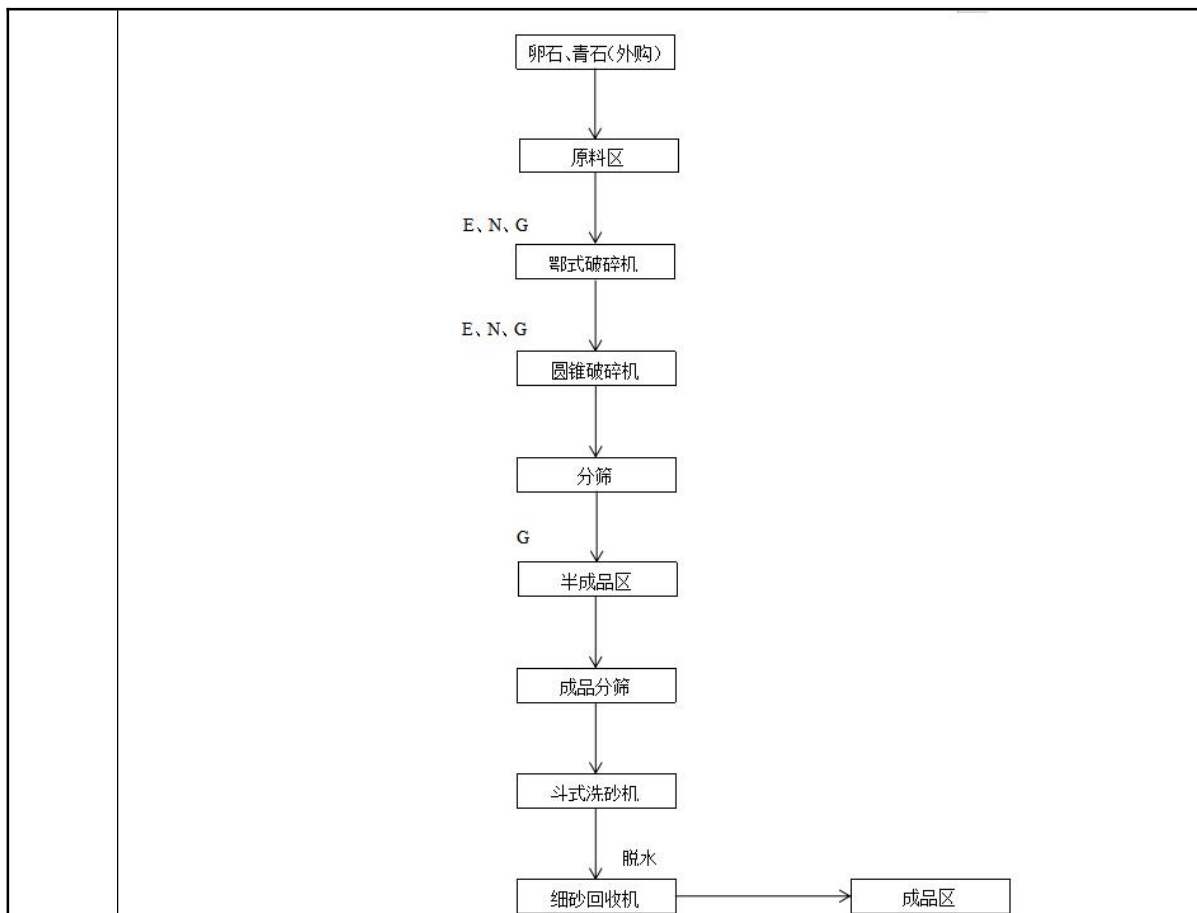 卵石、青石(外购)
原料区
E、N、G
鄂式破碎机
E、N、G
圆锥破碎机
分筛
G
半成品区
成品分筛
斗式洗砂机
脱水
细砂回收机
成品区